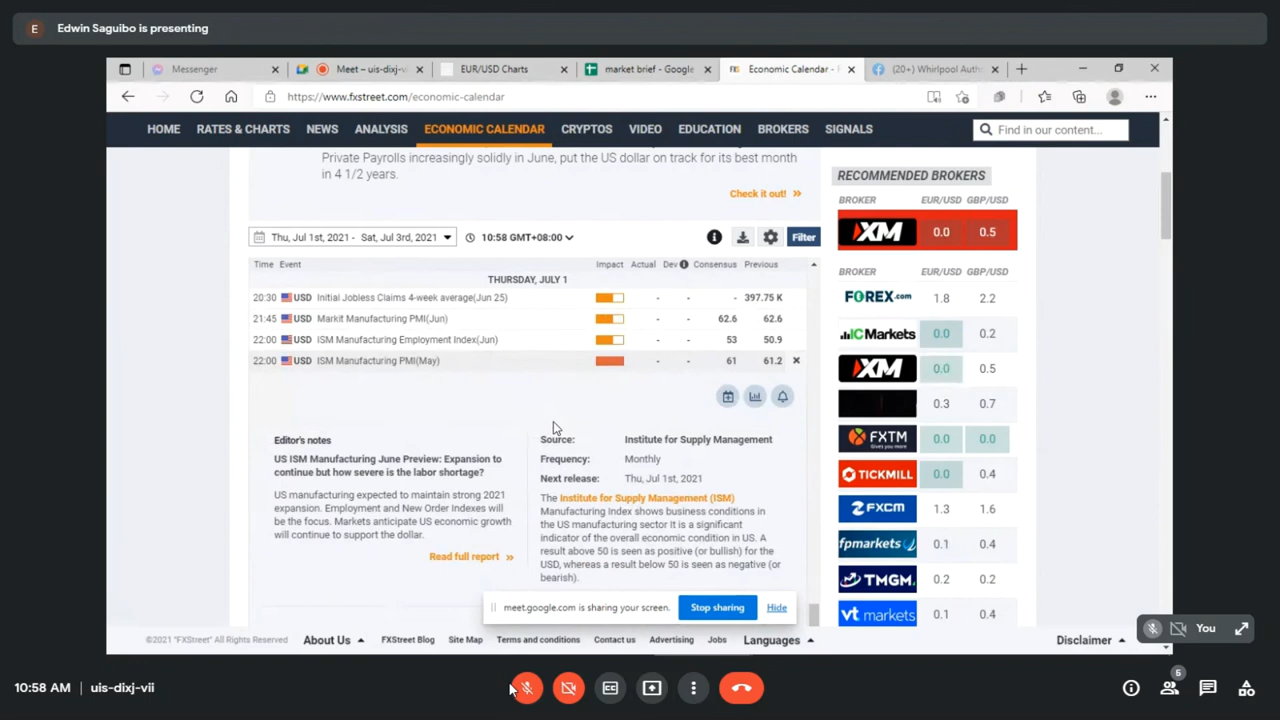 E Edwin Saguibo is presenting
Messenger
Meet – uis-dixj-v
EUR/USD Charts
market brief - Google
FXS Economic Calendar -
(20+) Whirlpool Auth
https://www.fxstreet.com/economic-calendar
HOME RATES & CHARTS NEWS ANALYSIS ECONOMIC CALENDAR CRYPTOS VIDEO EDUCATION BROKERS SIGNALS Find in our content...
Private Payrolls increasingly solidly in June, put the US dollar on track for its best month
in 4 1/2 years.
Check it out! »
Thu, Jul 1st, 2021 - Sat, Jul 3rd, 2021 10:58 GMT+08:00 Filter
Time Event Impact Actual Dev Consensus Previous
THURSDAY, JULY 1
20:30 USD Initial Jobless Claims 4-week average(Jun 25) - - - 397.75 K
21:45 USD Markit Manufacturing PMI(Jun) - - 62.6 62.6
22:00 USD ISM Manufacturing Employment Index(Jun) - - 53 50.9
22:00 USD ISM Manufacturing PMI(May) - - 61 61.2
Editor's notes
US ISM Manufacturing June Preview: Expansion to
continue but how severe is the labor shortage?
US manufacturing expected to maintain strong 2021
expansion. Employment and New Order Indexes will
be the focus. Markets anticipate US economic growth
will continue to support the dollar.
Read full report »
Source: Institute for Supply Management
Frequency: Monthly
Next release: Thu, Jul 1st, 2021
The Institute for Supply Management (ISM)
Manufacturing Index shows business conditions in
the US manufacturing sector It is a significant
indicator of the overall economic condition in US. A
result above 50 is seen as positive (or bullish) for the
USD, whereas a result below 50 is seen as negative (or
bearish).
RECOMMENDED BROKERS
BROKER EUR/USD GBP/USD
XM 0.0 0.5
BROKER EUR/USD GBP/USD
FOREX.com 1.8 2.2
IC Markets 0.0 0.2
XM 0.0 0.5
0.3 0.7
FXTM 0.0 0.0
TICKMILL 0.0 0.4
FXCM 1.3 1.6
fpmarkets 0.1 0.4
TMGM 0.2 0.2
vt markets 0.1 0.4
meet.google.com is sharing your screen. Stop sharing Hide
©2021 "FXStreet" All Rights Reserved About Us FXStreet Blog Site Map Terms and conditions Contact us Advertising Jobs Languages Disclaimer
You
10:58 AM | uis-dixj-vii
5